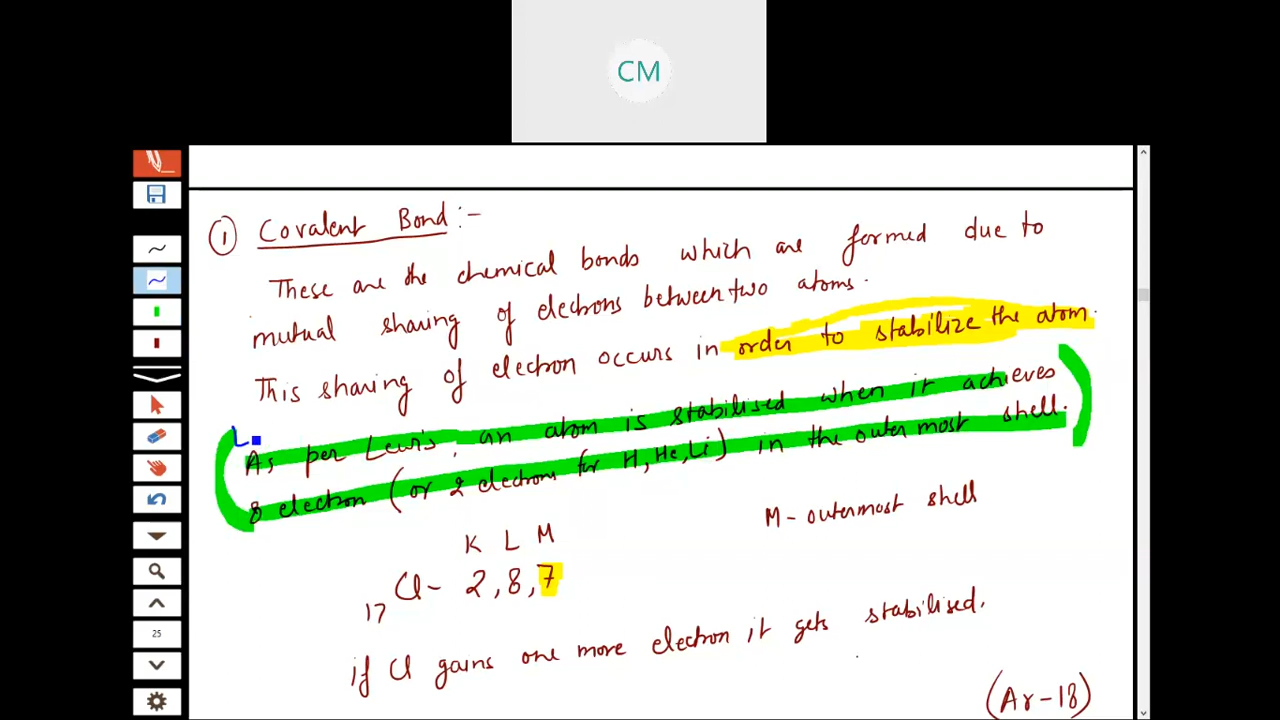 CM
① Covalent Bond :-
These are the chemical bonds which are formed due to
mutual sharing of electrons between two atoms.
This sharing of electron occurs in order to stabilize the atom.
As per Lewis, an atom is stabilised when it achieves
8 electron (or 2 electrons for H, He, Li) in the outer most shell.
K L M
M - outermost shell
17 Cl - 2, 8, 7
if Cl gains one more electron it gets stabilised.
(Ar-18)
25